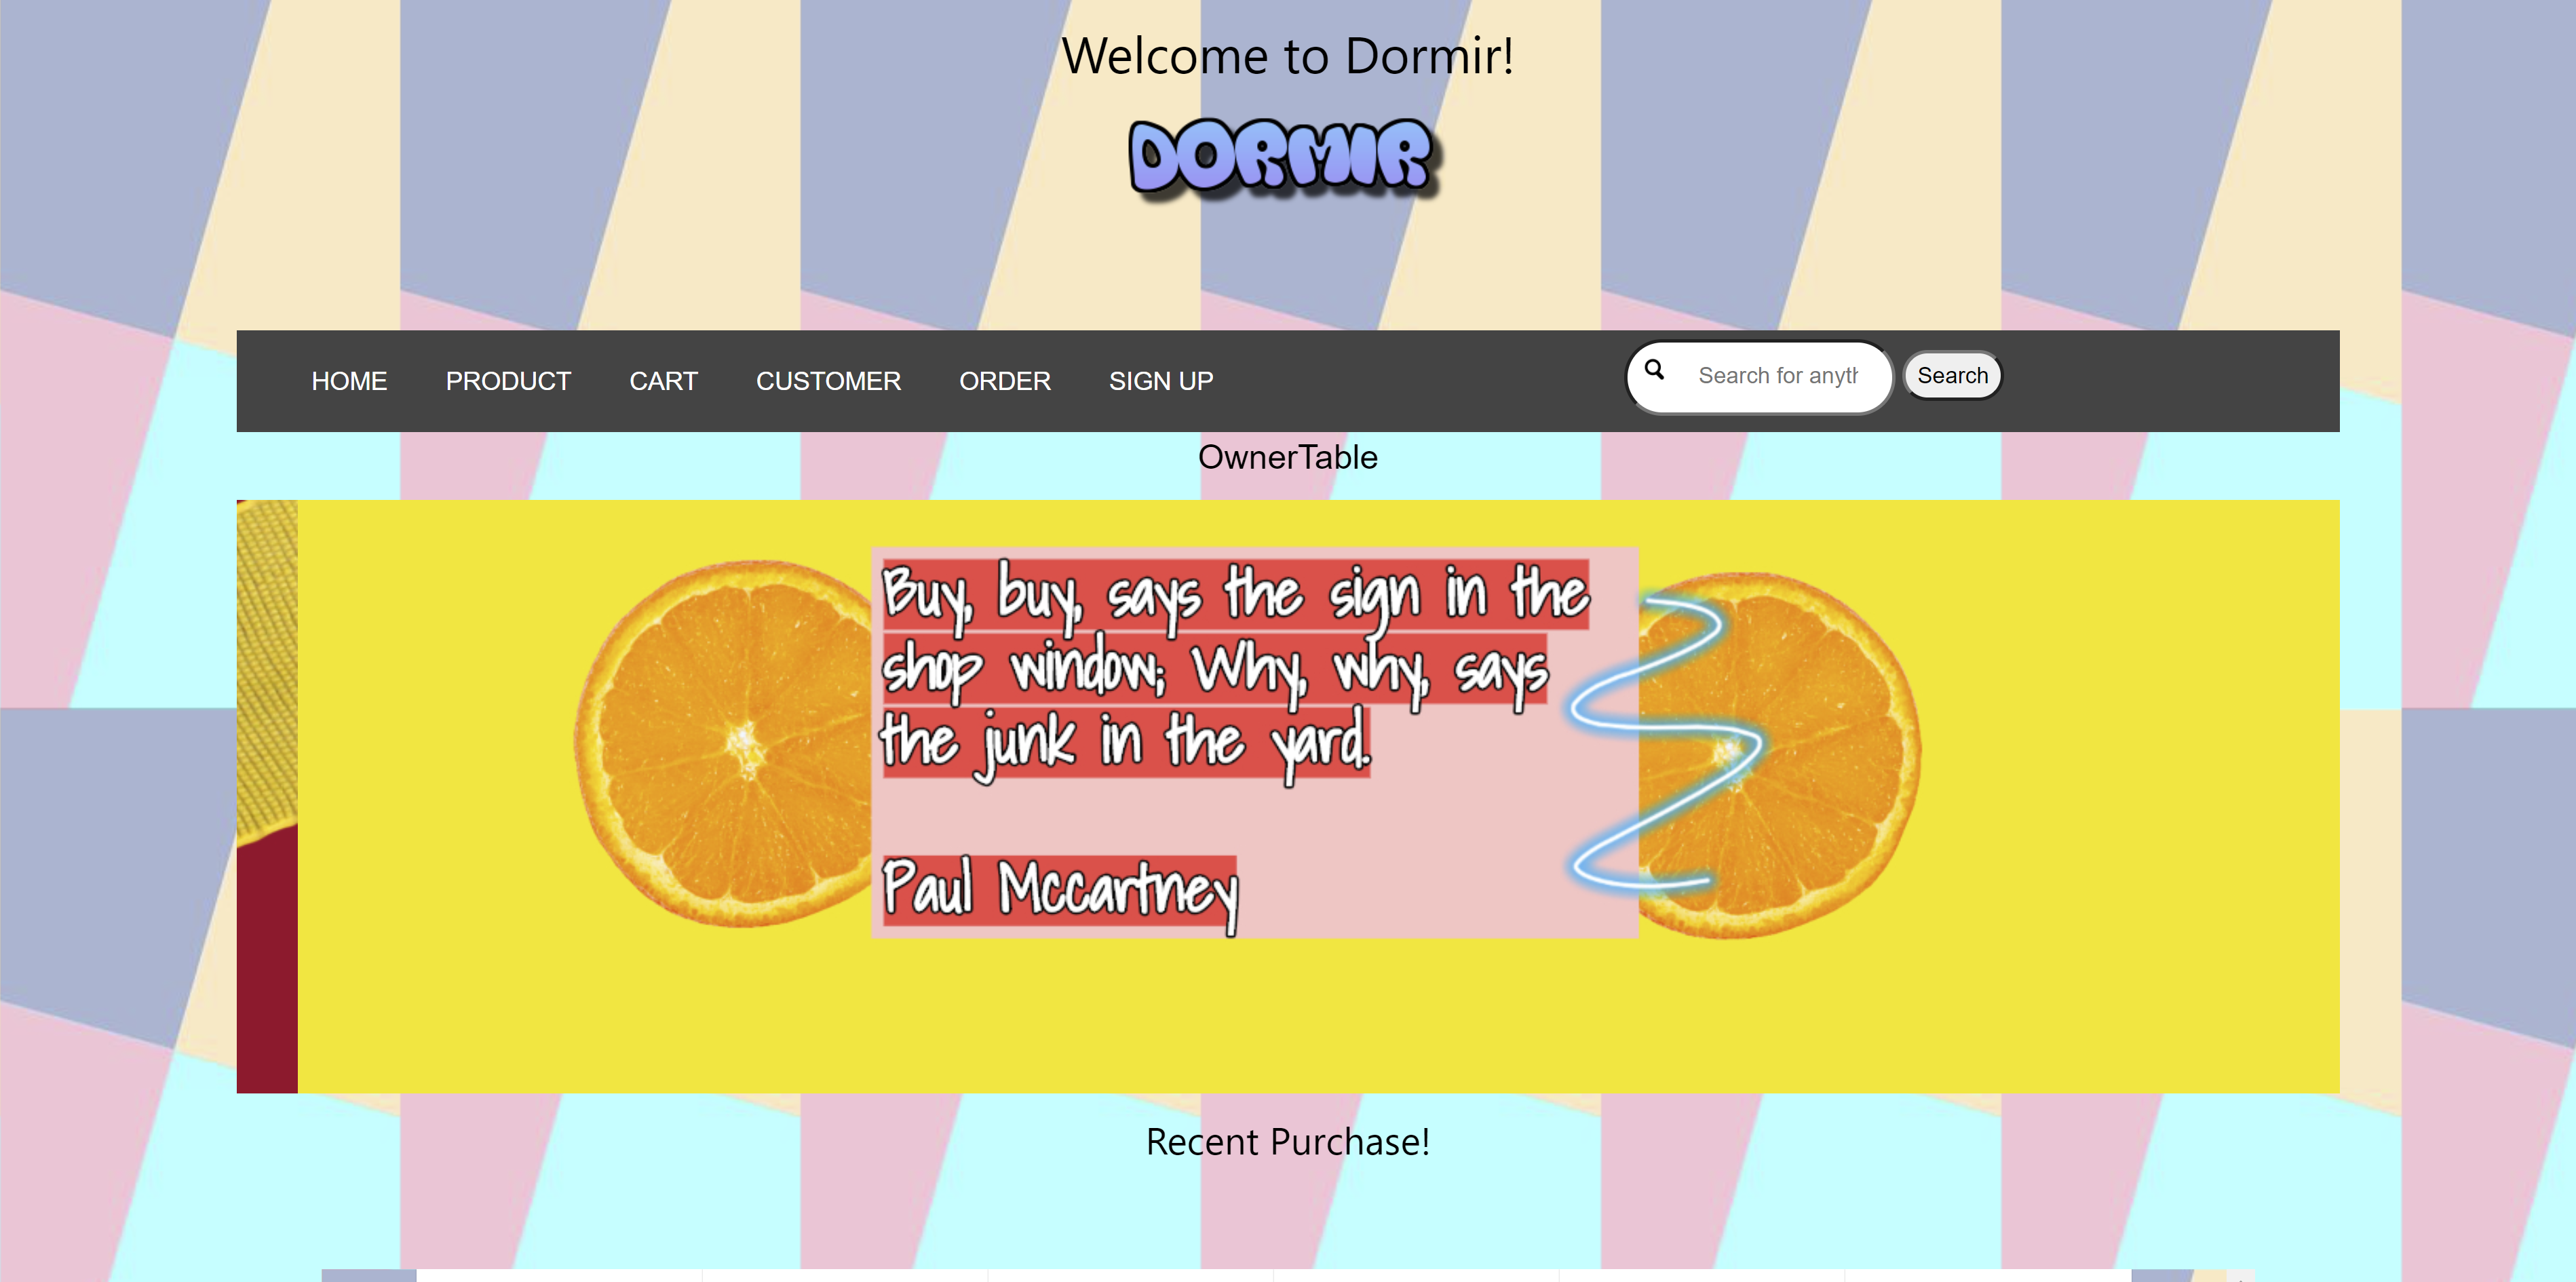 Welcome to Dormir!
DORMIR
HOME PRODUCT CART CUSTOMER ORDER SIGN UP Search for anyth Search
OwnerTable
Buy, buy, says the sign in the
shop window; Why, why, says
the junk in the yard.
Paul Mccartney
Recent Purchase!